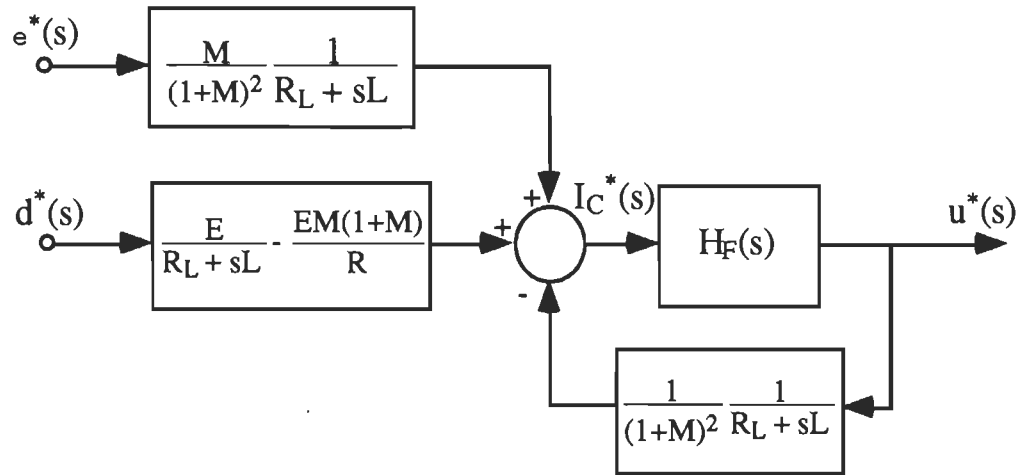 e*(s)
M/(1+M)² 1/(R_L + sL)
d*(s)
E/(R_L + sL) - EM(1+M)/R
+
+
-
I_C*(s)
H_F(s)
u*(s)
1/(1+M)² 1/(R_L + sL)